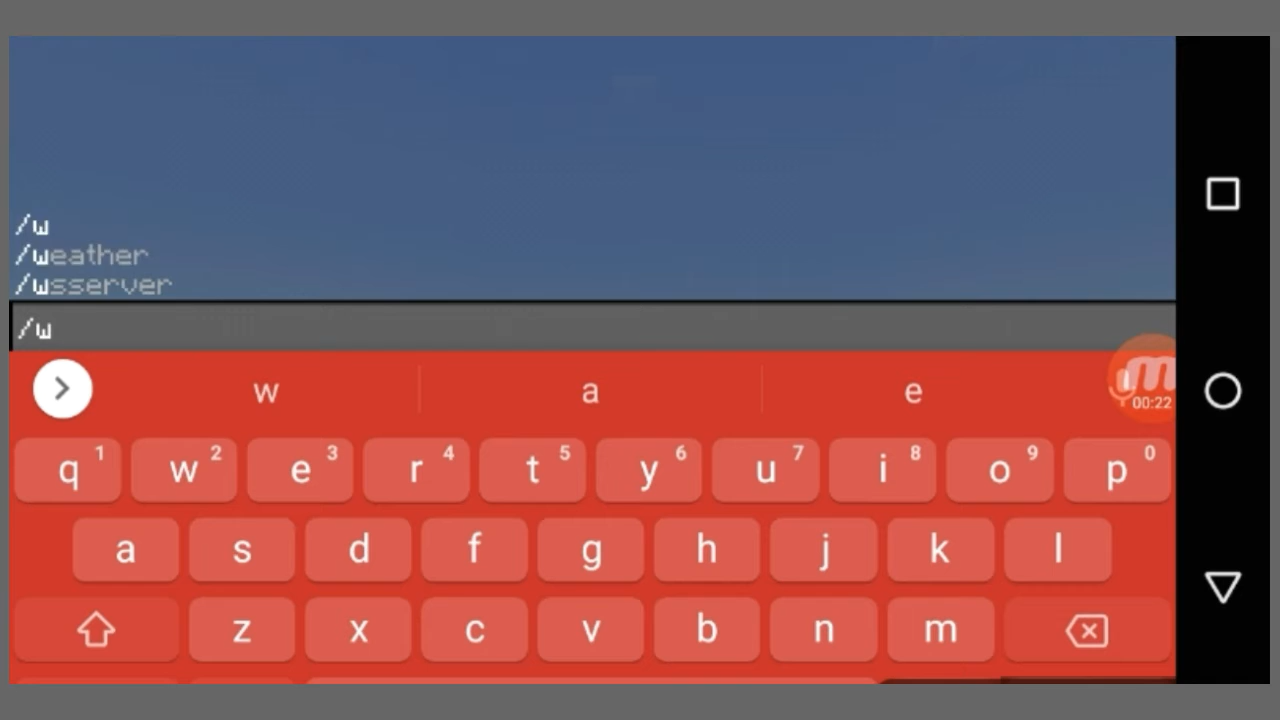 /w
/weather
/wsserver
/w
w a e
m
00:22
q 1 w 2 e 3 r 4 t 5 y 6 u 7 i 8 o 9 p 0
a s d f g h j k l
z x c v b n m